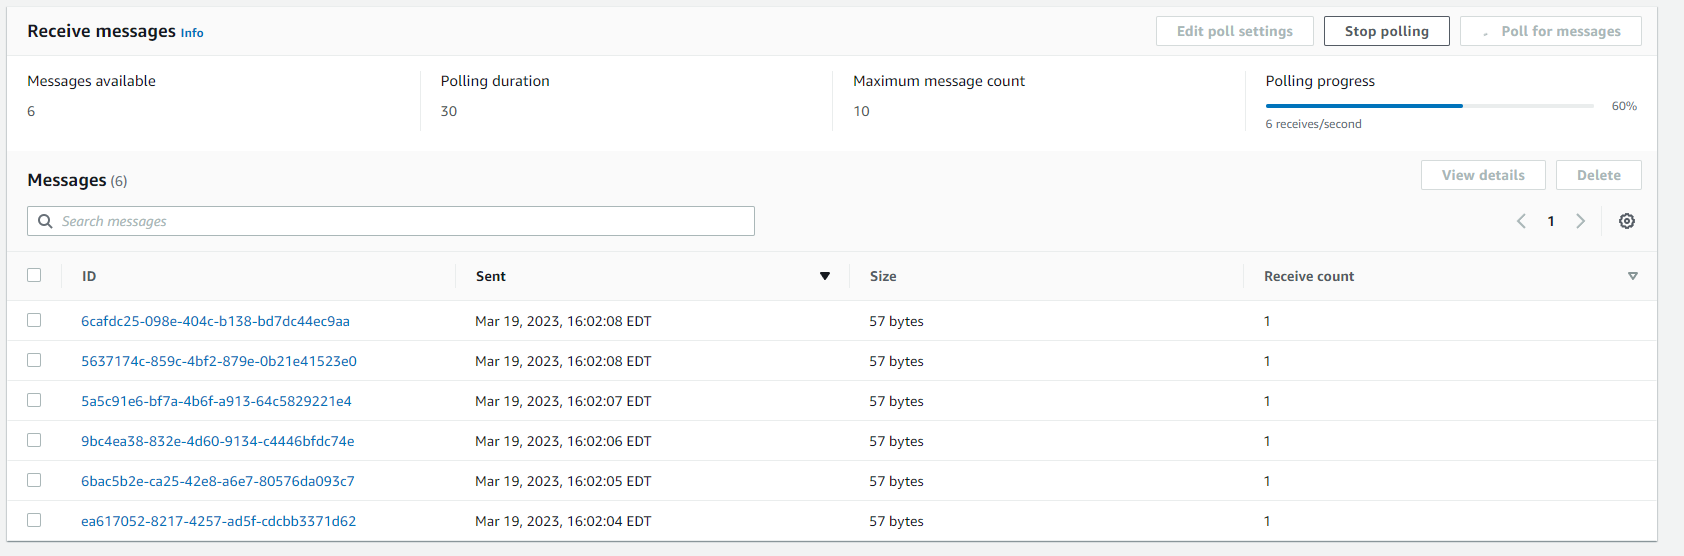 Receive messages Info
Edit poll settings Stop polling Poll for messages
Messages available Polling duration Maximum message count Polling progress
6 30 10 60%
6 receives/second
Messages (6)
View details Delete
Search messages 1
ID Sent Size Receive count
6cafdc25-098e-404c-b138-bd7dc44ec9aa Mar 19, 2023, 16:02:08 EDT 57 bytes 1
5637174c-859c-4bf2-879e-0b21e41523e0 Mar 19, 2023, 16:02:08 EDT 57 bytes 1
5a5c91e6-bf7a-4b6f-a913-64c5829221e4 Mar 19, 2023, 16:02:07 EDT 57 bytes 1
9bc4ea38-832e-4d60-9134-c4446bfdc74e Mar 19, 2023, 16:02:06 EDT 57 bytes 1
6bac5b2e-ca25-42e8-a6e7-80576da093c7 Mar 19, 2023, 16:02:05 EDT 57 bytes 1
ea617052-8217-4257-ad5f-cdcbb3371d62 Mar 19, 2023, 16:02:04 EDT 57 bytes 1